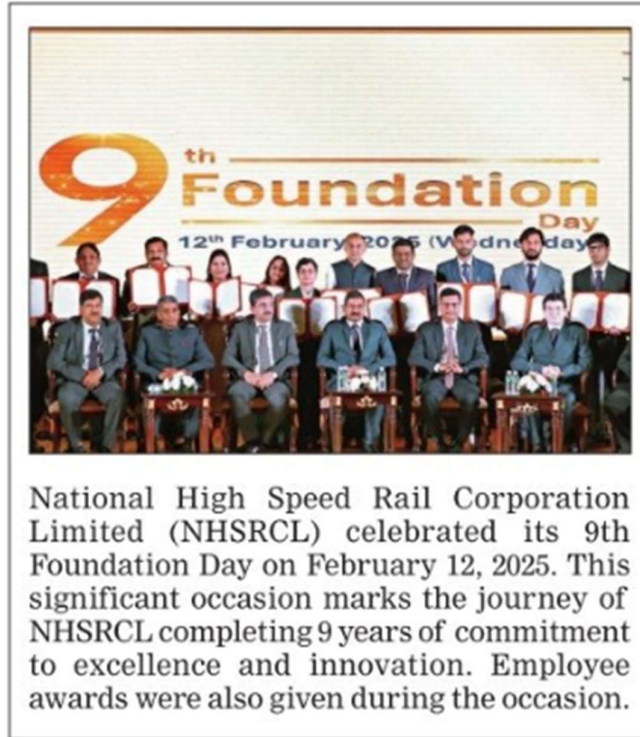 9th
Foundation
Day
12th February 2025 (Wednesday
National High Speed Rail Corporation
Limited (NHSRCL) celebrated its 9th
Foundation Day on February 12, 2025. This
significant occasion marks the journey of
NHSRCL completing 9 years of commitment
to excellence and innovation. Employee
awards were also given during the occasion.